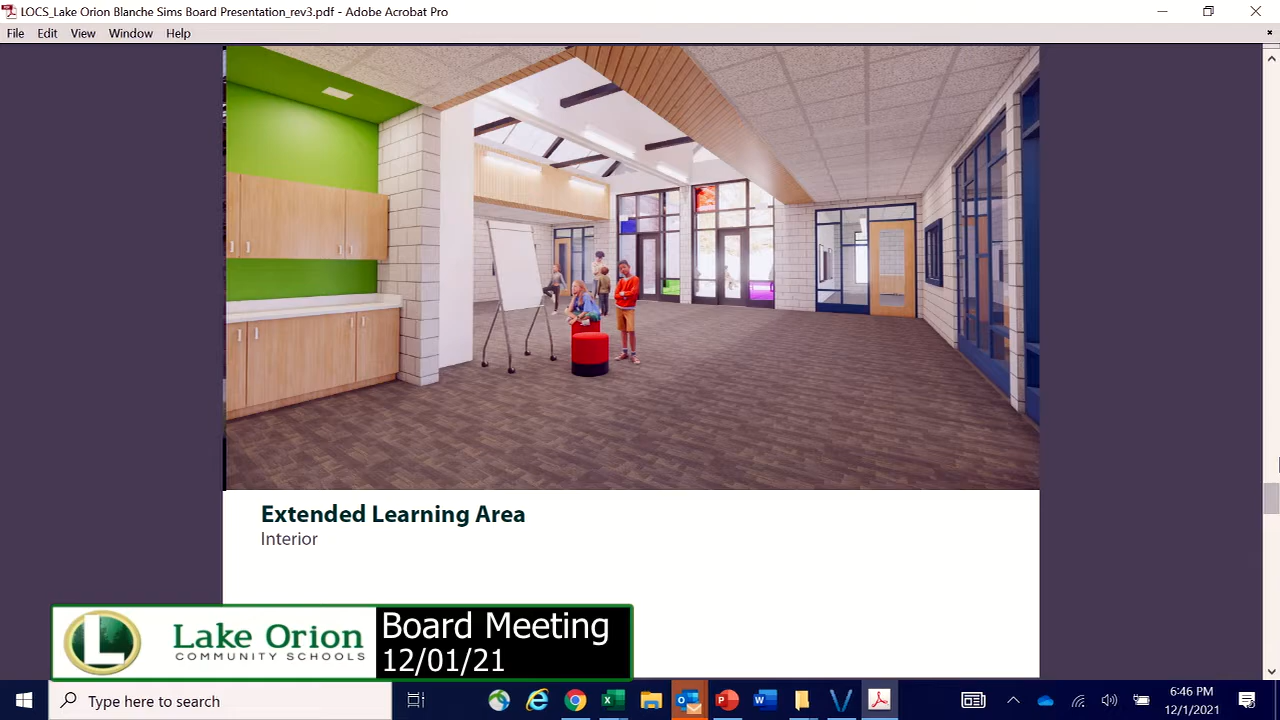 LOCS_Lake Orion Blanche Sims Board Presentation_rev3.pdf - Adobe Acrobat Pro
File Edit View Window Help
Extended Learning Area
Interior
L
Lake Orion
COMMUNITY SCHOOLS
Board Meeting
12/01/21
Type here to search
6:46 PM
12/1/2021